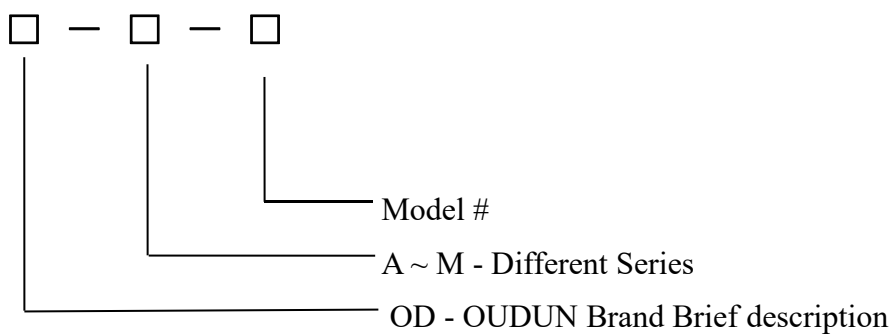 □ － □ － □
Model #
A ~ M - Different Series
OD - OUDUN Brand Brief description